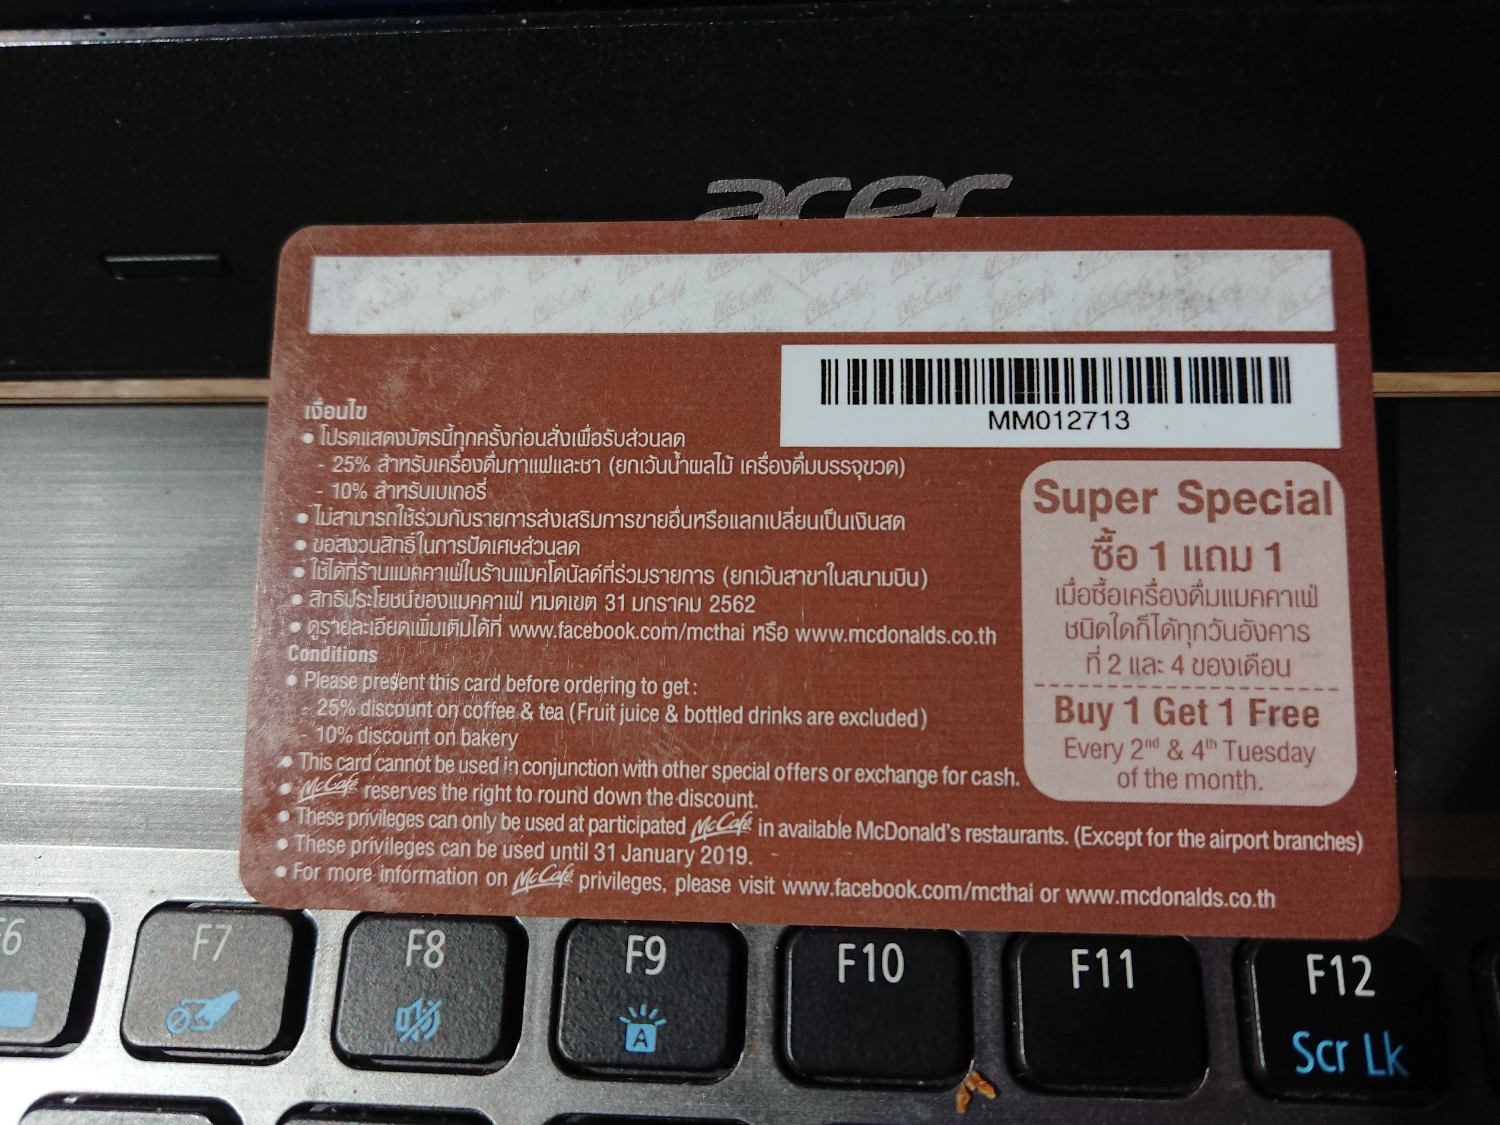 acer
McCafé McCafé McCafé McCafé McCafé McCafé McCafé
MM012713
เงื่อนไข
• โปรดแสดงบัตรนี้ทุกครั้งก่อนสั่งเพื่อรับส่วนลด
- 25% สำหรับเครื่องดื่มกาแฟและชา (ยกเว้นน้ำผลไม้ เครื่องดื่มบรรจุขวด)
- 10% สำหรับเบเกอรี่
• ไม่สามารถใช้ร่วมกับรายการส่งเสริมการขายอื่นหรือแลกเปลี่ยนเป็นเงินสด
• ขอสงวนสิทธิ์ในการปัดเศษส่วนลด
• ใช้ได้ที่ร้านแมคคาเฟ่ในร้านแมคโดนัลด์ที่ร่วมรายการ (ยกเว้นสาขาในสนามบิน)
• สิทธิประโยชน์ของแมคคาเฟ่ หมดเขต 31 มกราคม 2562
• ดูรายละเอียดเพิ่มเติมได้ที่ www.facebook.com/mcthai หรือ www.mcdonalds.co.th
Conditions
• Please present this card before ordering to get :
- 25% discount on coffee & tea (Fruit juice & bottled drinks are excluded)
- 10% discount on bakery
• This card cannot be used in conjunction with other special offers or exchange for cash.
• McCafé reserves the right to round down the discount.
• These privileges can only be used at participated McCafé in available McDonald's restaurants. (Except for the airport branches)
• These privileges can be used until 31 January 2019.
• For more information on McCafé privileges, please visit www.facebook.com/mcthai or www.mcdonalds.co.th
Super Special
ซื้อ 1 แถม 1
เมื่อซื้อเครื่องดื่มแมคคาเฟ่
ชนิดใดก็ได้ทุกวันอังคาร
ที่ 2 และ 4 ของเดือน
Buy 1 Get 1 Free
Every 2nd & 4th Tuesday
of the month.
F6 F7 F8 F9 F10 F11 F12
A Scr Lk